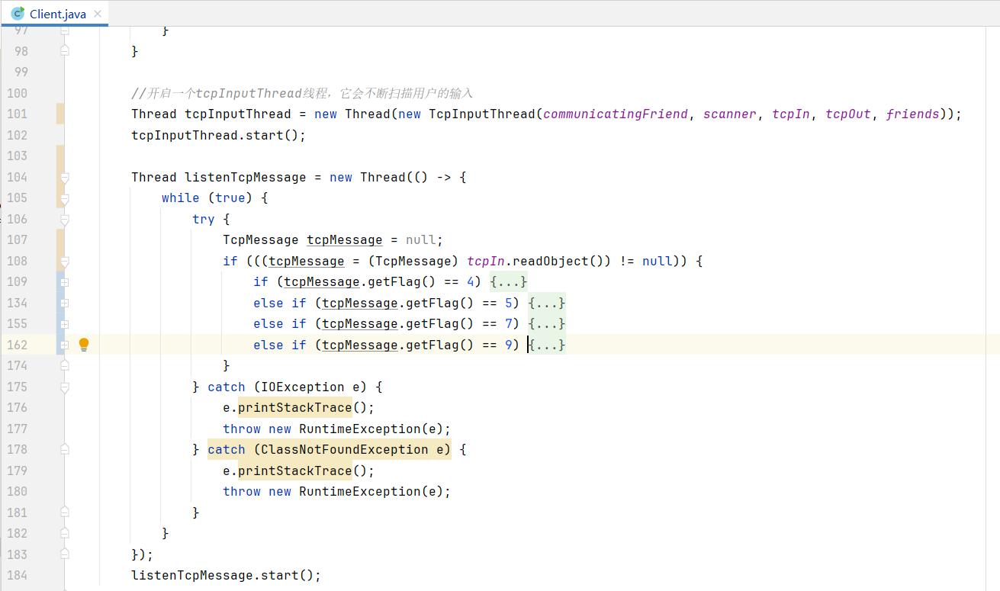 Client.java
97 }
98 }
99
100 //开启一个tcpInputThread线程，它会不断扫描用户的输入
101 Thread tcpInputThread = new Thread(new TcpInputThread(communicatingFriend, scanner, tcpIn, tcpOut, friends));
102 tcpInputThread.start();
103
104 Thread listenTcpMessage = new Thread(() -> {
105 while (true) {
106 try {
107 TcpMessage tcpMessage = null;
108 if (((tcpMessage = (TcpMessage) tcpIn.readObject()) != null)) {
109 if (tcpMessage.getFlag() == 4) {...}
134 else if (tcpMessage.getFlag() == 5) {...}
155 else if (tcpMessage.getFlag() == 7) {...}
162 else if (tcpMessage.getFlag() == 9) {...}
174 }
175 } catch (IOException e) {
176 e.printStackTrace();
177 throw new RuntimeException(e);
178 } catch (ClassNotFoundException e) {
179 e.printStackTrace();
180 throw new RuntimeException(e);
181 }
182 }
183 });
184 listenTcpMessage.start();